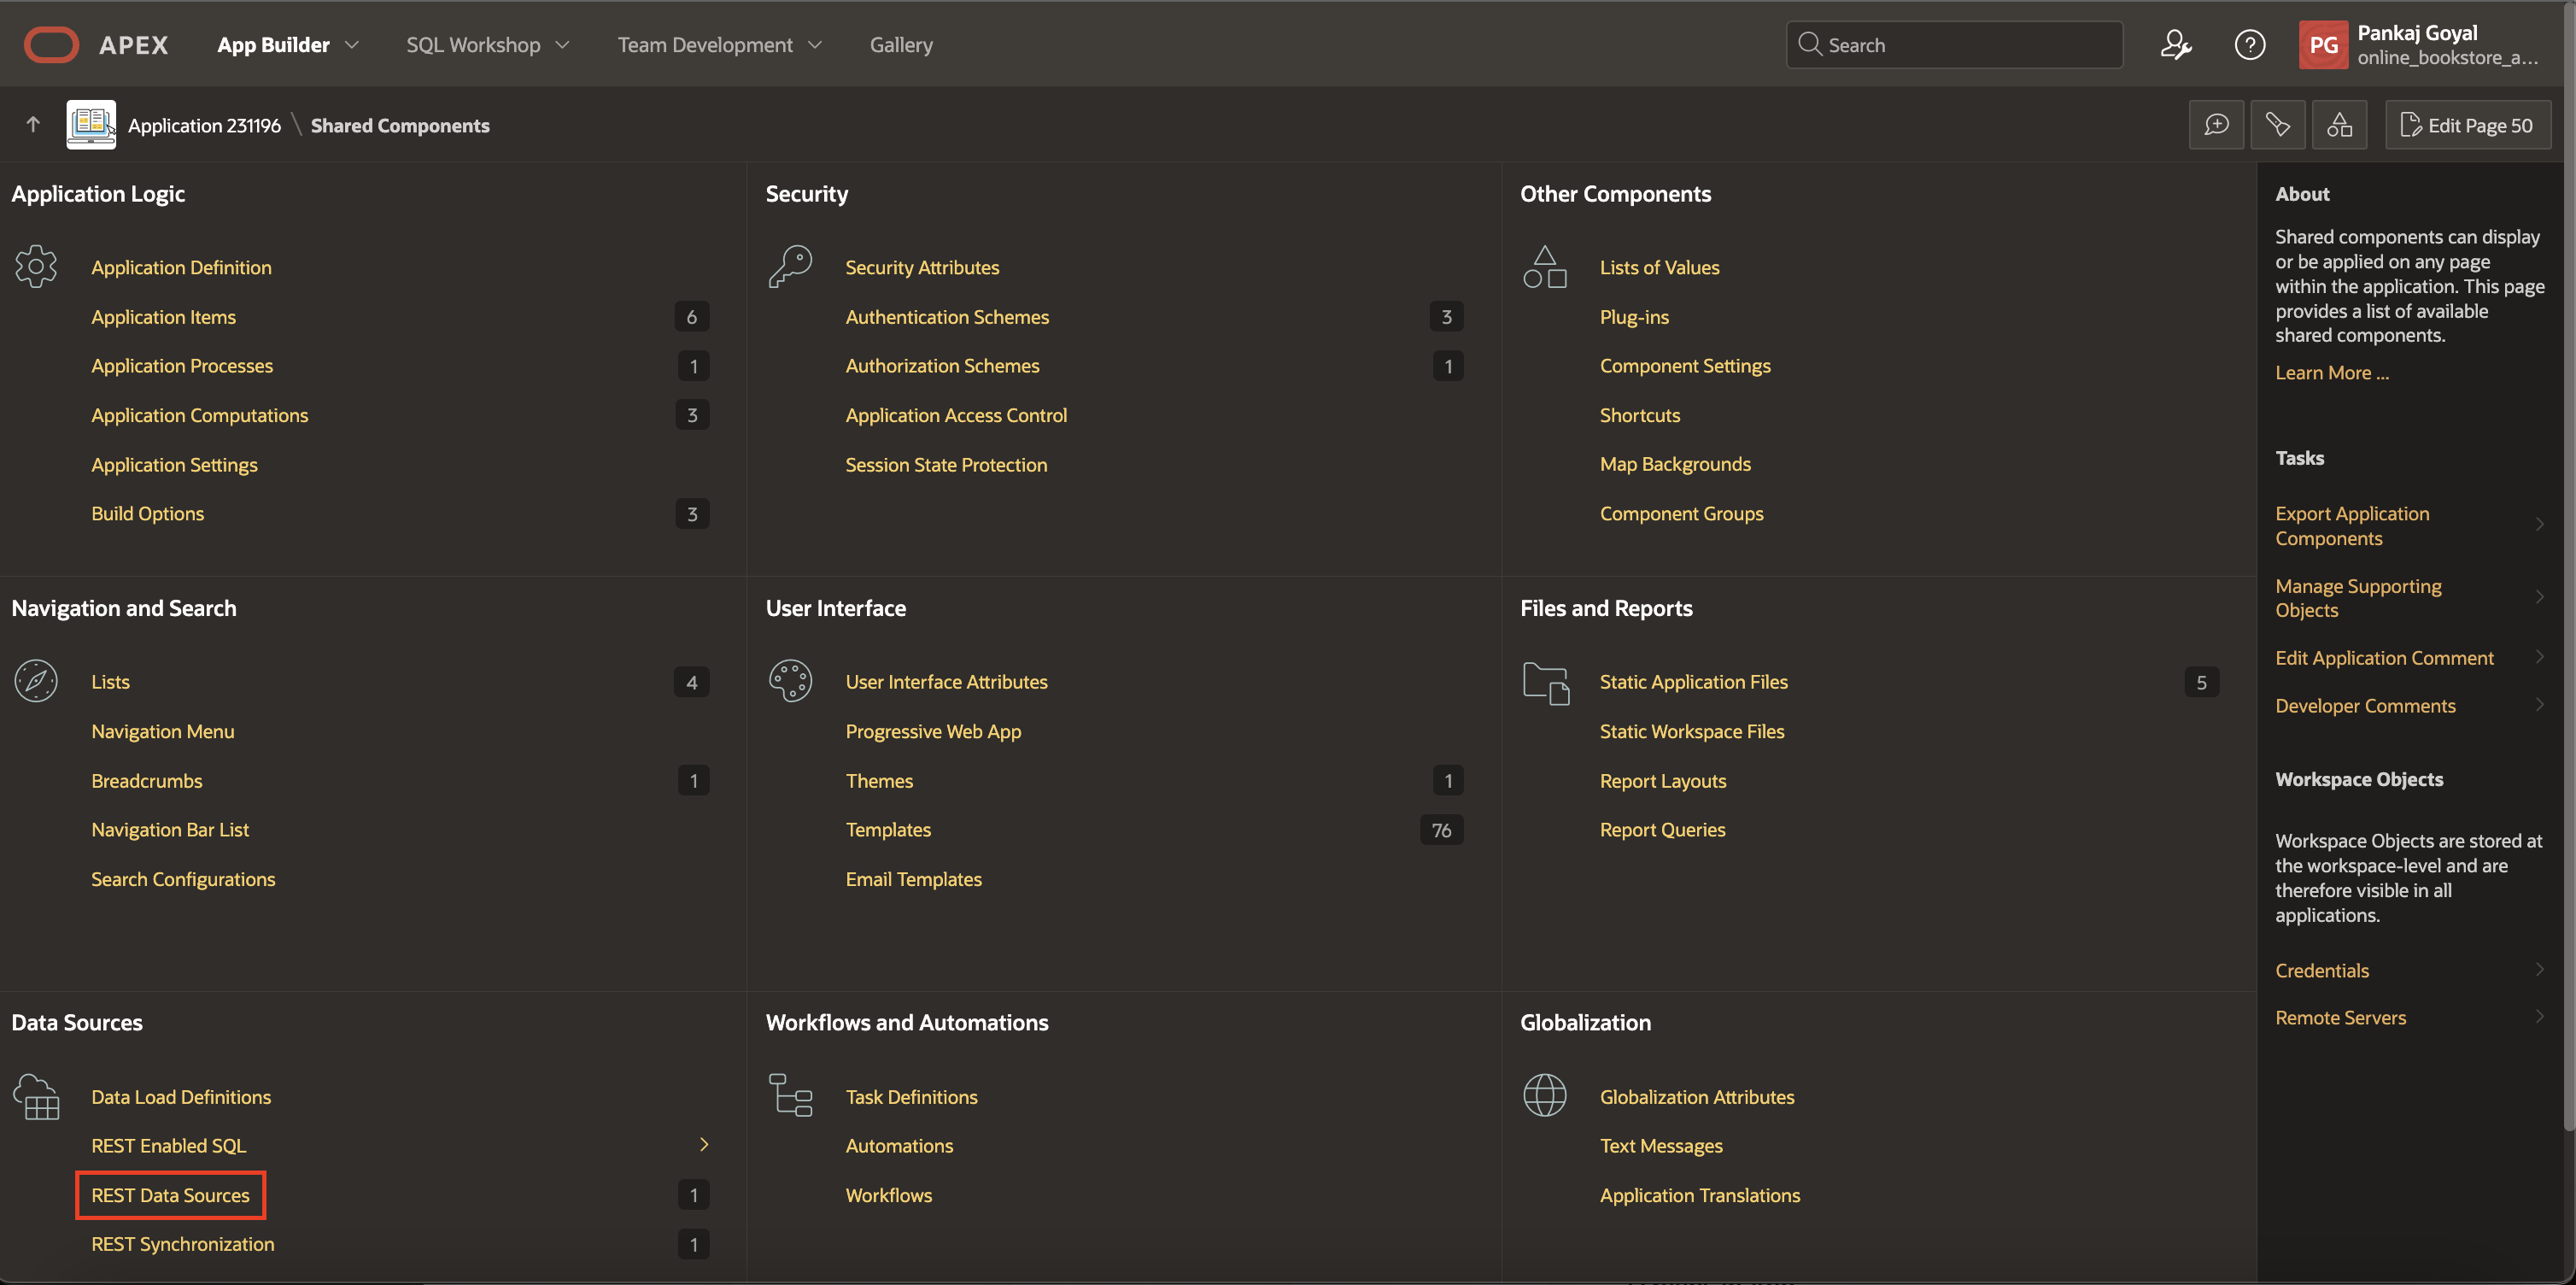 APEX App Builder SQL Workshop Team Development Gallery Search PG Pankaj Goyal
online_bookstore_a...
Application 231196 \ Shared Components Edit Page 50
Application Logic
Application Definition
Application Items 6
Application Processes 1
Application Computations 3
Application Settings
Build Options 3
Security
Security Attributes
Authentication Schemes 3
Authorization Schemes 1
Application Access Control
Session State Protection
Other Components
Lists of Values
Plug-ins
Component Settings
Shortcuts
Map Backgrounds
Component Groups
Navigation and Search
Lists 4
Navigation Menu
Breadcrumbs 1
Navigation Bar List
Search Configurations
User Interface
User Interface Attributes
Progressive Web App
Themes 1
Templates 76
Email Templates
Files and Reports
Static Application Files 5
Static Workspace Files
Report Layouts
Report Queries
Data Sources
Data Load Definitions
REST Enabled SQL
REST Data Sources 1
REST Synchronization 1
Workflows and Automations
Task Definitions
Automations
Workflows
Globalization
Globalization Attributes
Text Messages
Application Translations
About
Shared components can display
or be applied on any page
within the application. This page
provides a list of available
shared components.
Learn More ...
Tasks
Export Application
Components
Manage Supporting
Objects
Edit Application Comment
Developer Comments
Workspace Objects
Workspace Objects are stored at
the workspace-level and are
therefore visible in all
applications.
Credentials
Remote Servers